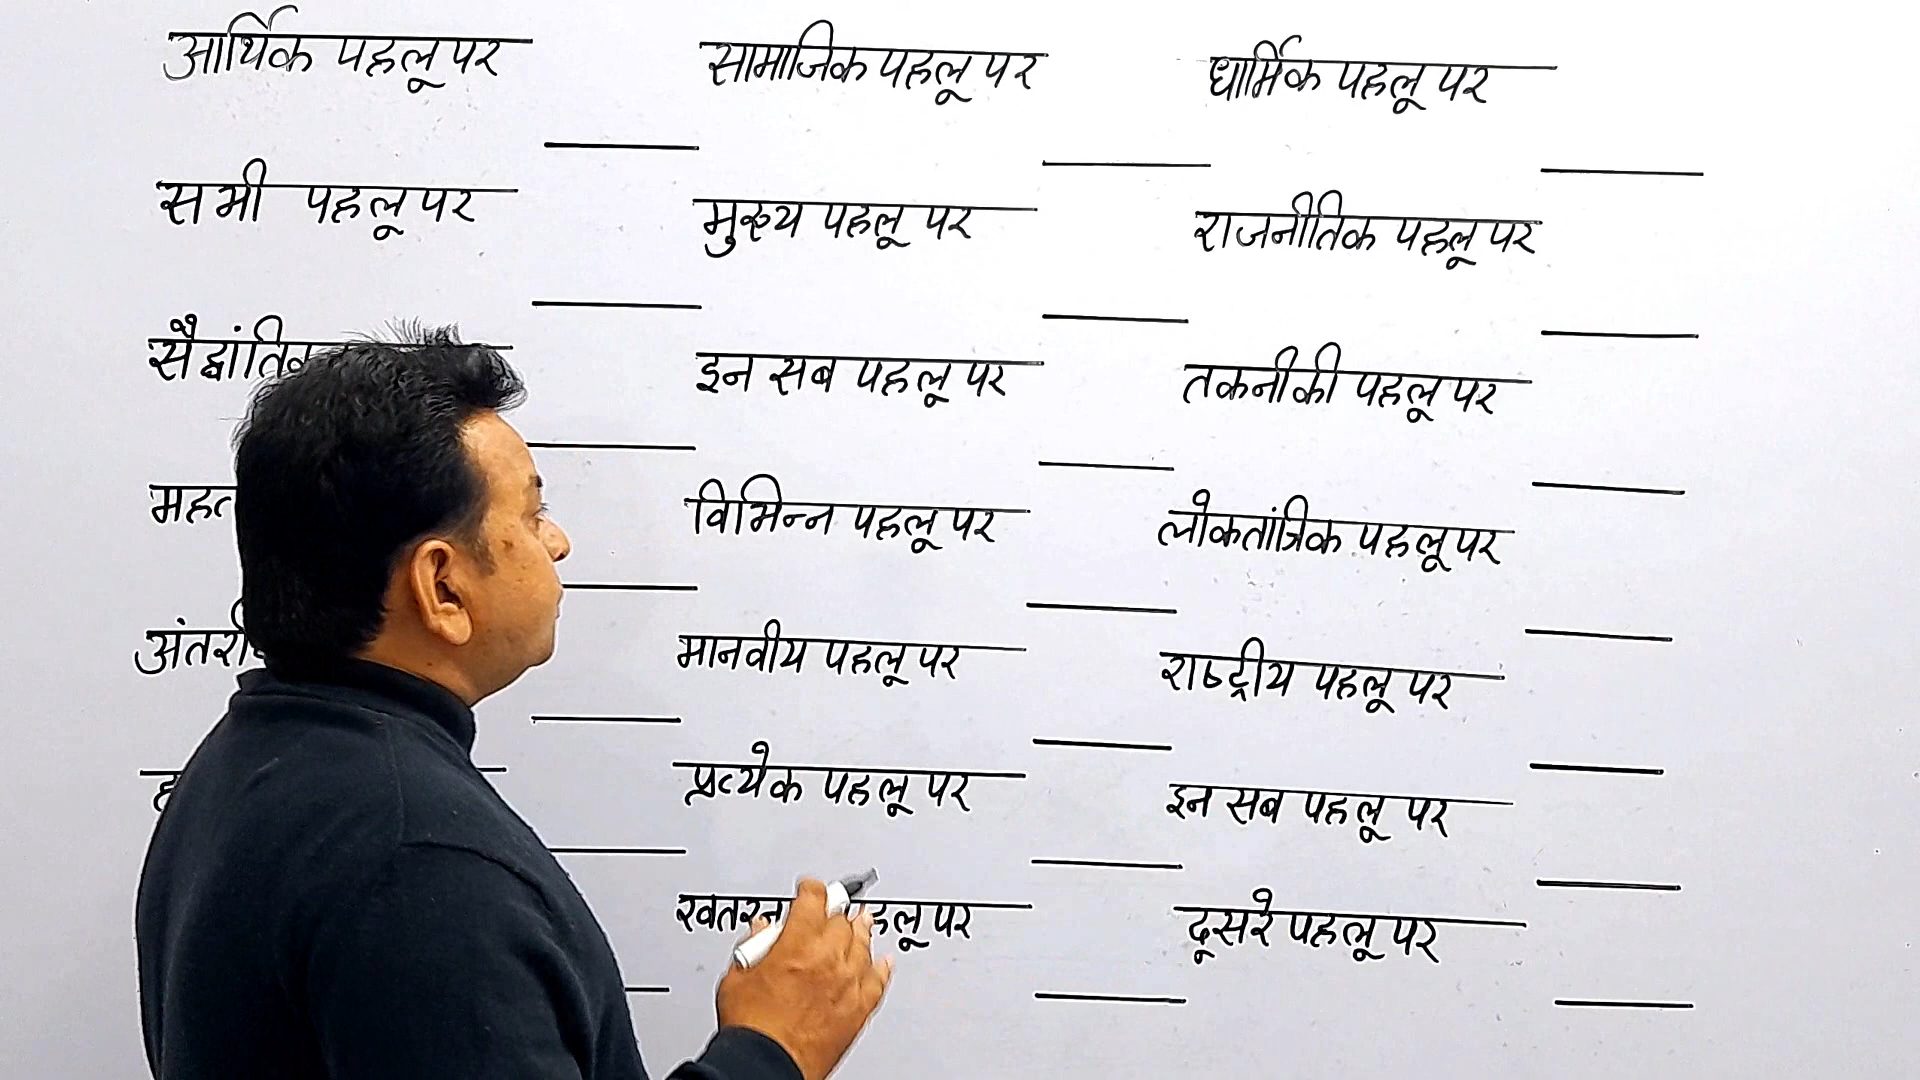 आर्थिक पहलू पर
सामाजिक पहलू पर
धार्मिक पहलू पर
सभी पहलू पर
मुख्य पहलू पर
राजनीतिक पहलू पर
इन सब पहलू पर
तकनीकी पहलू पर
विभिन्न पहलू पर
लोकतांत्रिक पहलू पर
मानवीय पहलू पर
राष्ट्रीय पहलू पर
प्रत्येक पहलू पर
इन सब पहलू पर
पहलू पर
दूसरे पहलू पर